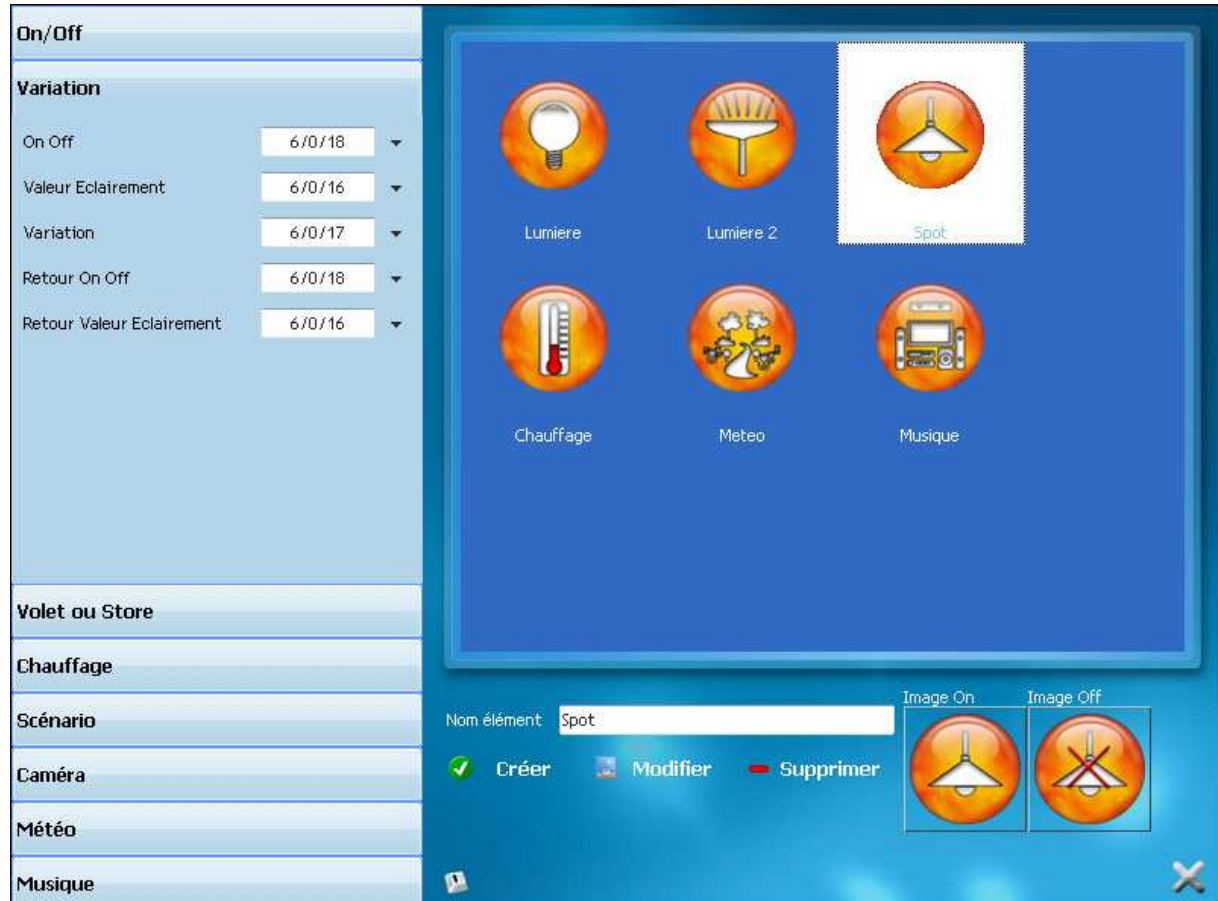 On/Off
Variation
On Off 6/0/18
Valeur Eclairement 6/0/16
Variation 6/0/17
Retour On Off 6/0/18
Retour Valeur Eclairement 6/0/16
Volet ou Store
Chauffage
Scénario
Caméra
Météo
Musique
Lumiere Lumiere 2 Spot
Chauffage Meteo Musique
Image On Image Off
Nom élément Spot
Créer Modifier Supprimer